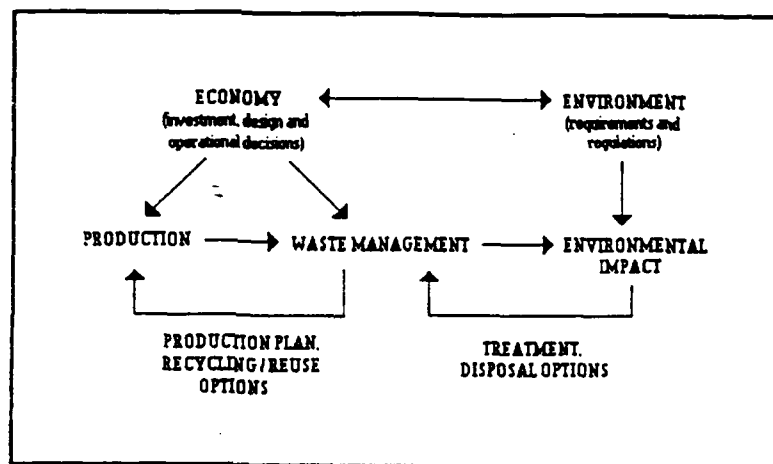 ECONOMY
(investment, design and
operational decisions)
ENVIRONMENT
(requirements and
regulations)
PRODUCTION
WASTE MANAGEMENT
ENVIRONMENTAL
IMPACT
PRODUCTION PLAN,
RECYCLING/REUSE
OPTIONS
TREATMENT,
DISPOSAL OPTIONS